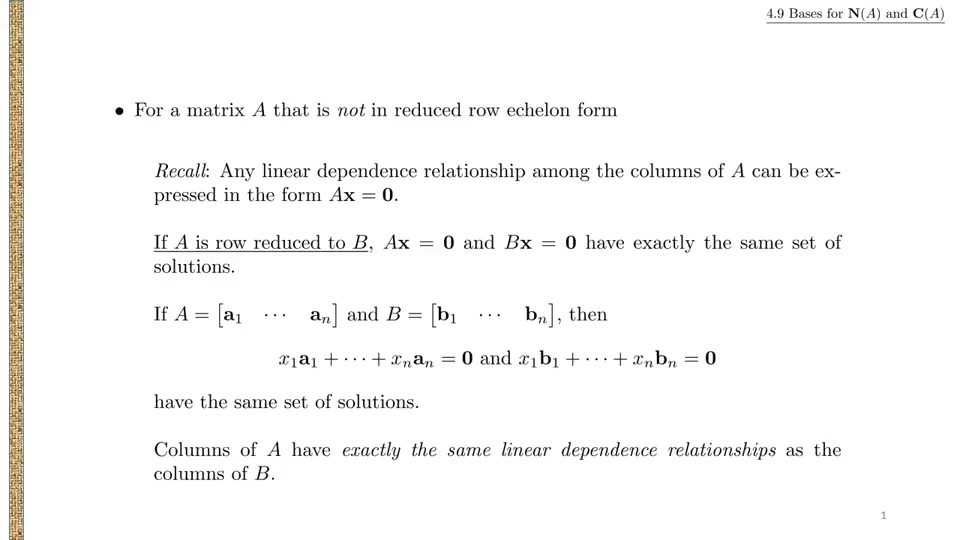 4.9 Bases for N(A) and C(A)
• For a matrix A that is not in reduced row echelon form
Recall: Any linear dependence relationship among the columns of A can be ex-
pressed in the form Ax = 0.
If A is row reduced to B, Ax = 0 and Bx = 0 have exactly the same set of
solutions.
If A = [a₁ ⋯ aₙ] and B = [b₁ ⋯ bₙ], then
x₁a₁ + ⋯ + xₙaₙ = 0 and x₁b₁ + ⋯ + xₙbₙ = 0
have the same set of solutions.
Columns of A have exactly the same linear dependence relationships as the
columns of B.
1